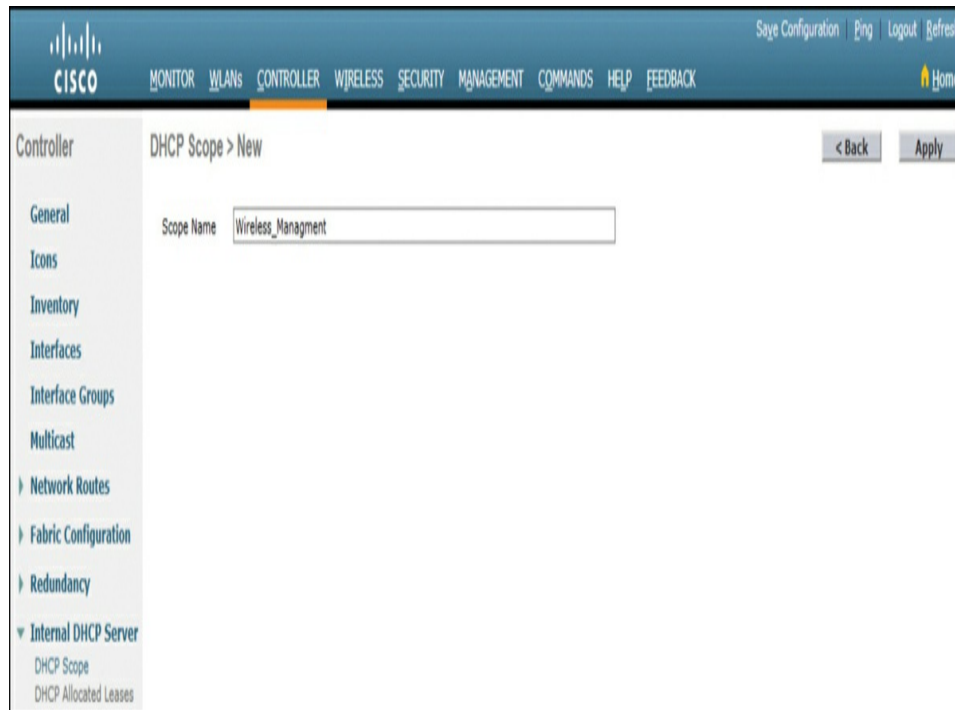 Save Configuration | Ping | Logout | Refres
CISCO
MONITOR WLANs CONTROLLER WIRELESS SECURITY MANAGEMENT COMMANDS HELP FEEDBACK
Home
Controller
DHCP Scope > New
< Back
Apply
General
Scope Name Wireless_Managment
Icons
Inventory
Interfaces
Interface Groups
Multicast
Network Routes
Fabric Configuration
Redundancy
Internal DHCP Server
DHCP Scope
DHCP Allocated Leases